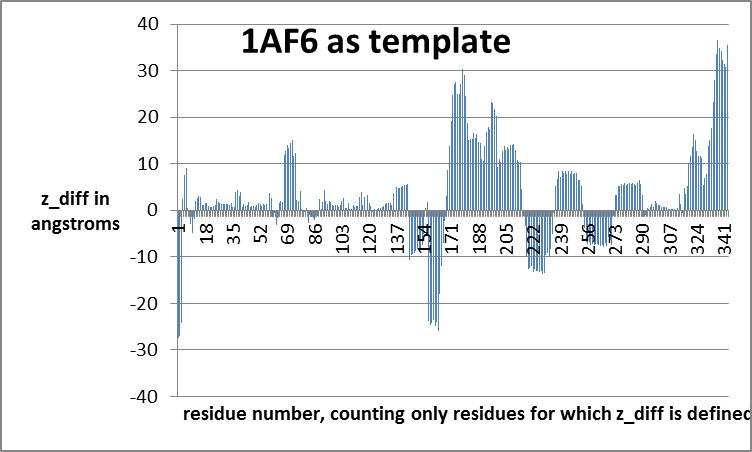 1AF6 as template
40
30
20
10
0
-10
-20
-30
-40
z_diff in
angstroms
1 18 35 52 69 86 103 120 137 154 171 188 205 222 239 256 273 290 307 324 341
residue number, counting only residues for which z_diff is defined